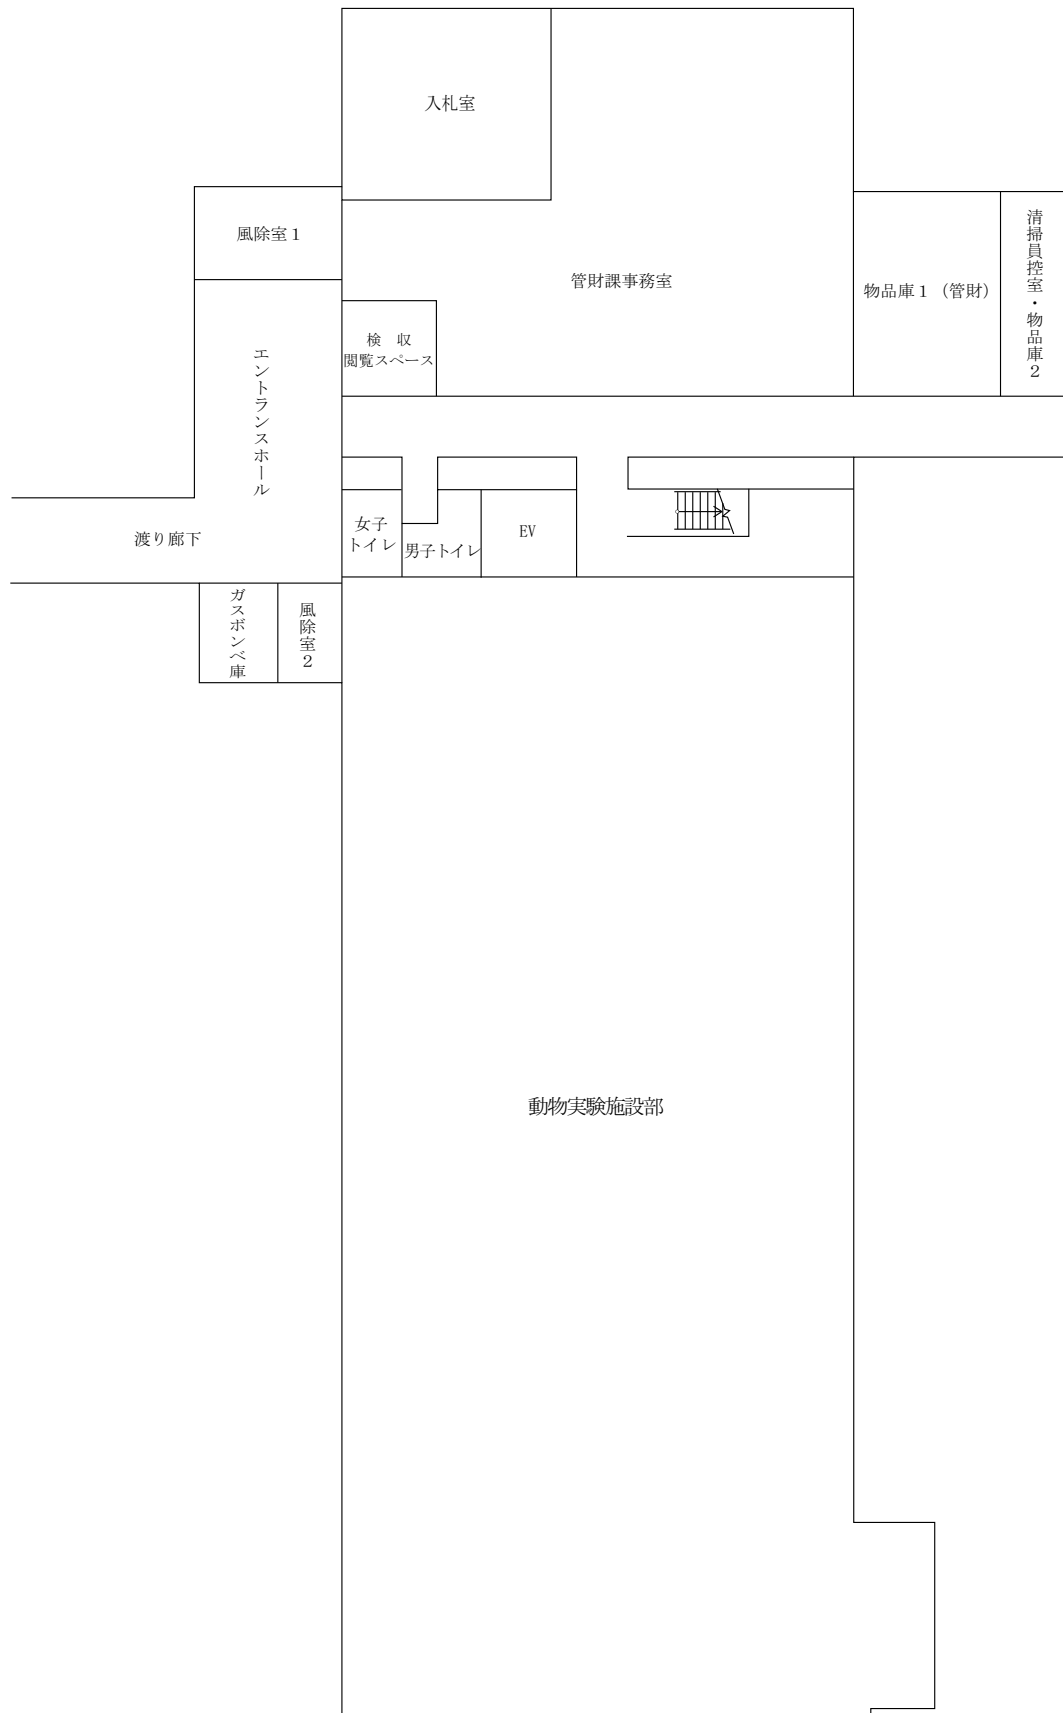 入札室
風除室１
管財課事務室
物品庫１（管財）
清掃員控室・物品庫２
検　収
閲覧スペース
エントランスホール
渡り廊下
女子
トイレ
男子トイレ
EV
ガスボンベ庫
風除室２
動物実験施設部